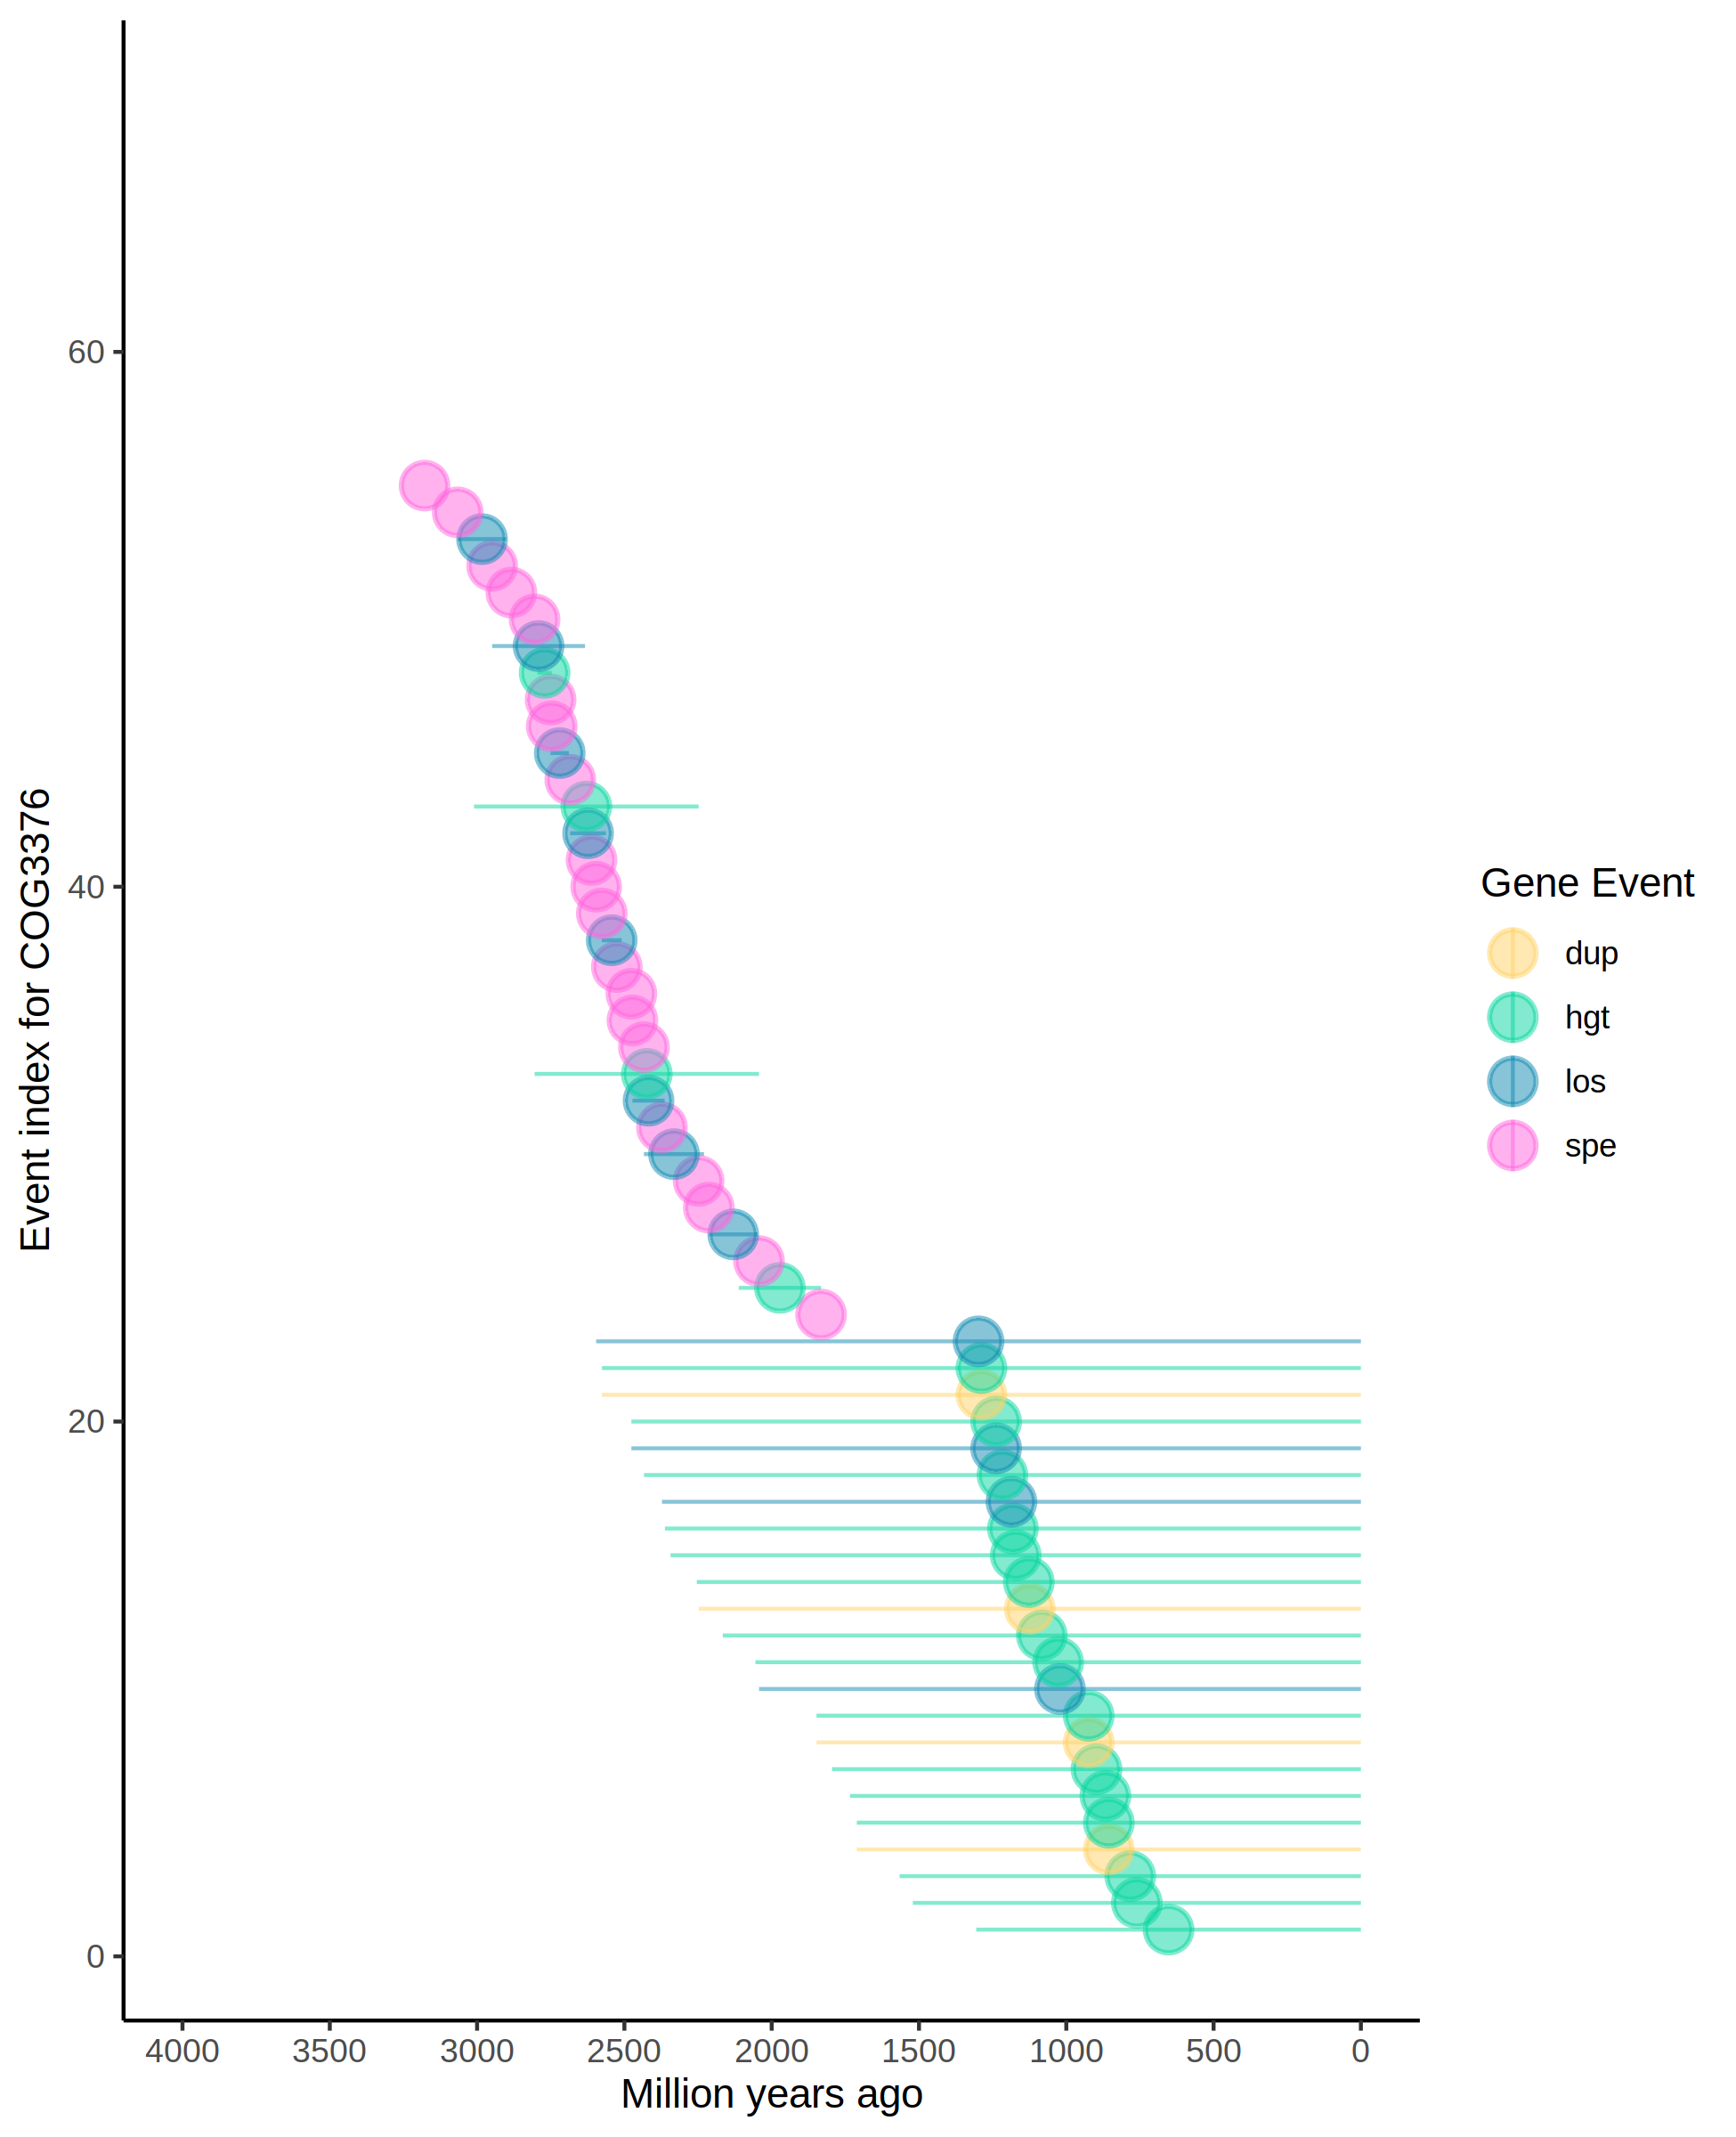 Event index for COG3376
60
40
20
0
4000 3500 3000 2500 2000 1500 1000 500 0
Million years ago
Gene Event
dup
hgt
los
spe